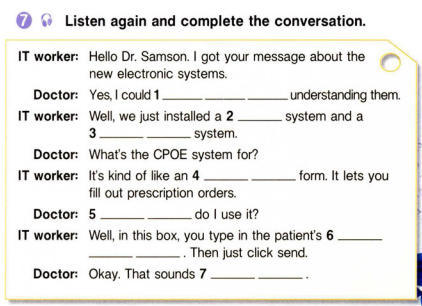 7 Listen again and complete the conversation.
IT worker: Hello Dr. Samson. I got your message about the
new electronic systems.
Doctor: Yes, I could 1 ______ ______ ______ understanding them.
IT worker: Well, we just installed a 2 ______ system and a
3 ______ ______ system.
Doctor: What's the CPOE system for?
IT worker: It's kind of like an 4 ______ ______ form. It lets you
fill out prescription orders.
Doctor: 5 ______ ______ do I use it?
IT worker: Well, in this box, you type in the patient's 6 ______
______ ______ . Then just click send.
Doctor: Okay. That sounds 7 ______ ______ .